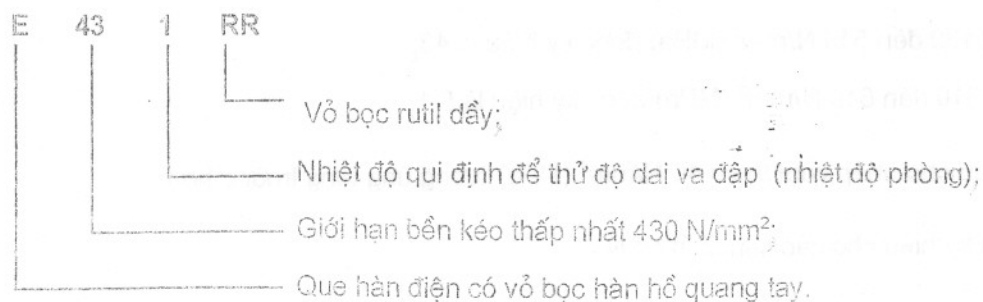 E 43 1 RR
Vỏ bọc rutil dầy;
Nhiệt độ qui định để thử độ dai va đập (nhiệt độ phòng);
Giới hạn bền kéo thấp nhất 430 N/mm²;
Que hàn điện có vỏ bọc hàn hồ quang tay.